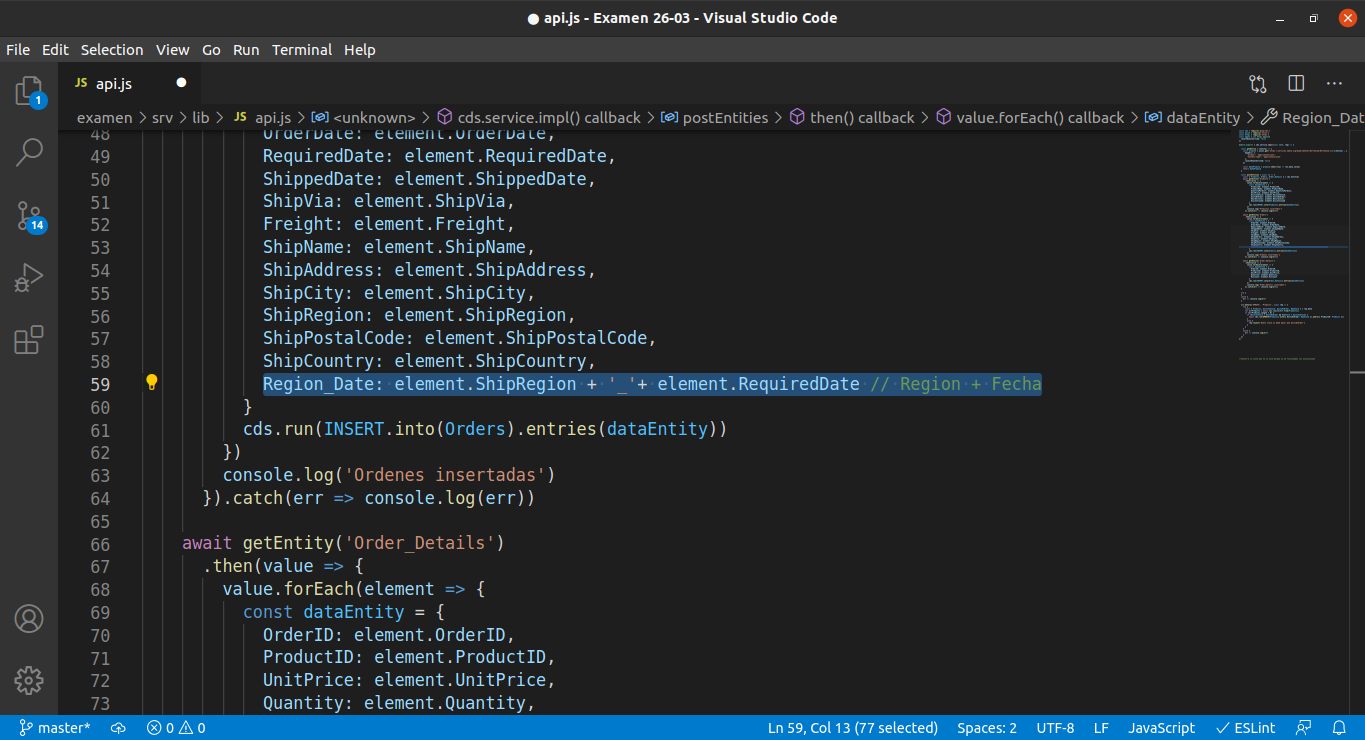 ● api.js - Examen 26-03 - Visual Studio Code
File Edit Selection View Go Run Terminal Help
1
14
JS api.js ●
examen > srv > lib > JS api.js > <unknown> > cds.service.impl() callback > postEntities > then() callback > value.forEach() callback > dataEntity > Region_Dat
48 OrderDate: element.OrderDate,
49 RequiredDate: element.RequiredDate,
50 ShippedDate: element.ShippedDate,
51 ShipVia: element.ShipVia,
52 Freight: element.Freight,
53 ShipName: element.ShipName,
54 ShipAddress: element.ShipAddress,
55 ShipCity: element.ShipCity,
56 ShipRegion: element.ShipRegion,
57 ShipPostalCode: element.ShipPostalCode,
58 ShipCountry: element.ShipCountry,
59 Region_Date: element.ShipRegion + '_'+ element.RequiredDate // Region + Fecha
60 }
61 cds.run(INSERT.into(Orders).entries(dataEntity))
62 })
63 console.log('Ordenes insertadas')
64 }).catch(err => console.log(err))
65
66 await getEntity('Order_Details')
67 .then(value => {
68 value.forEach(element => {
69 const dataEntity = {
70 OrderID: element.OrderID,
71 ProductID: element.ProductID,
72 UnitPrice: element.UnitPrice,
73 Quantity: element.Quantity,
master* 0 0 Ln 59, Col 13 (77 selected) Spaces: 2 UTF-8 LF JavaScript ESLint